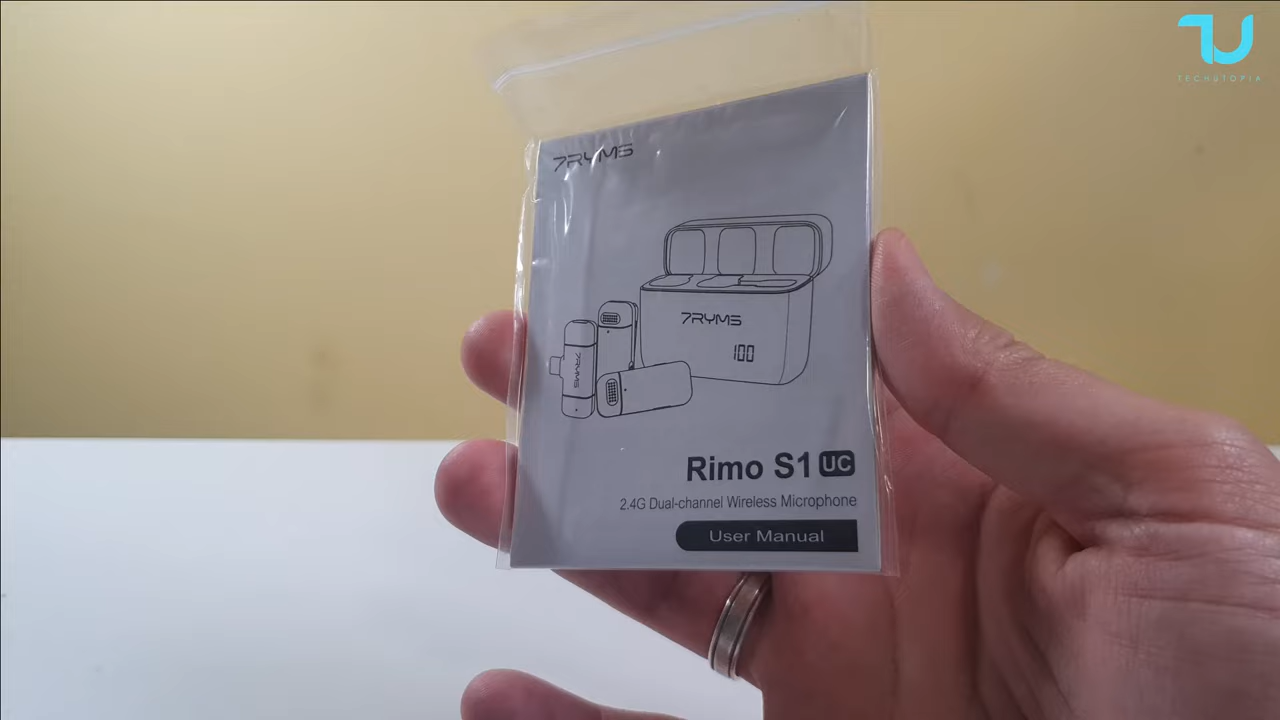 TU
TECHUTOPIA
7RYMS
7RYMS
100
7RYMS
Rimo S1 UC
2.4G Dual-channel Wireless Microphone
User Manual